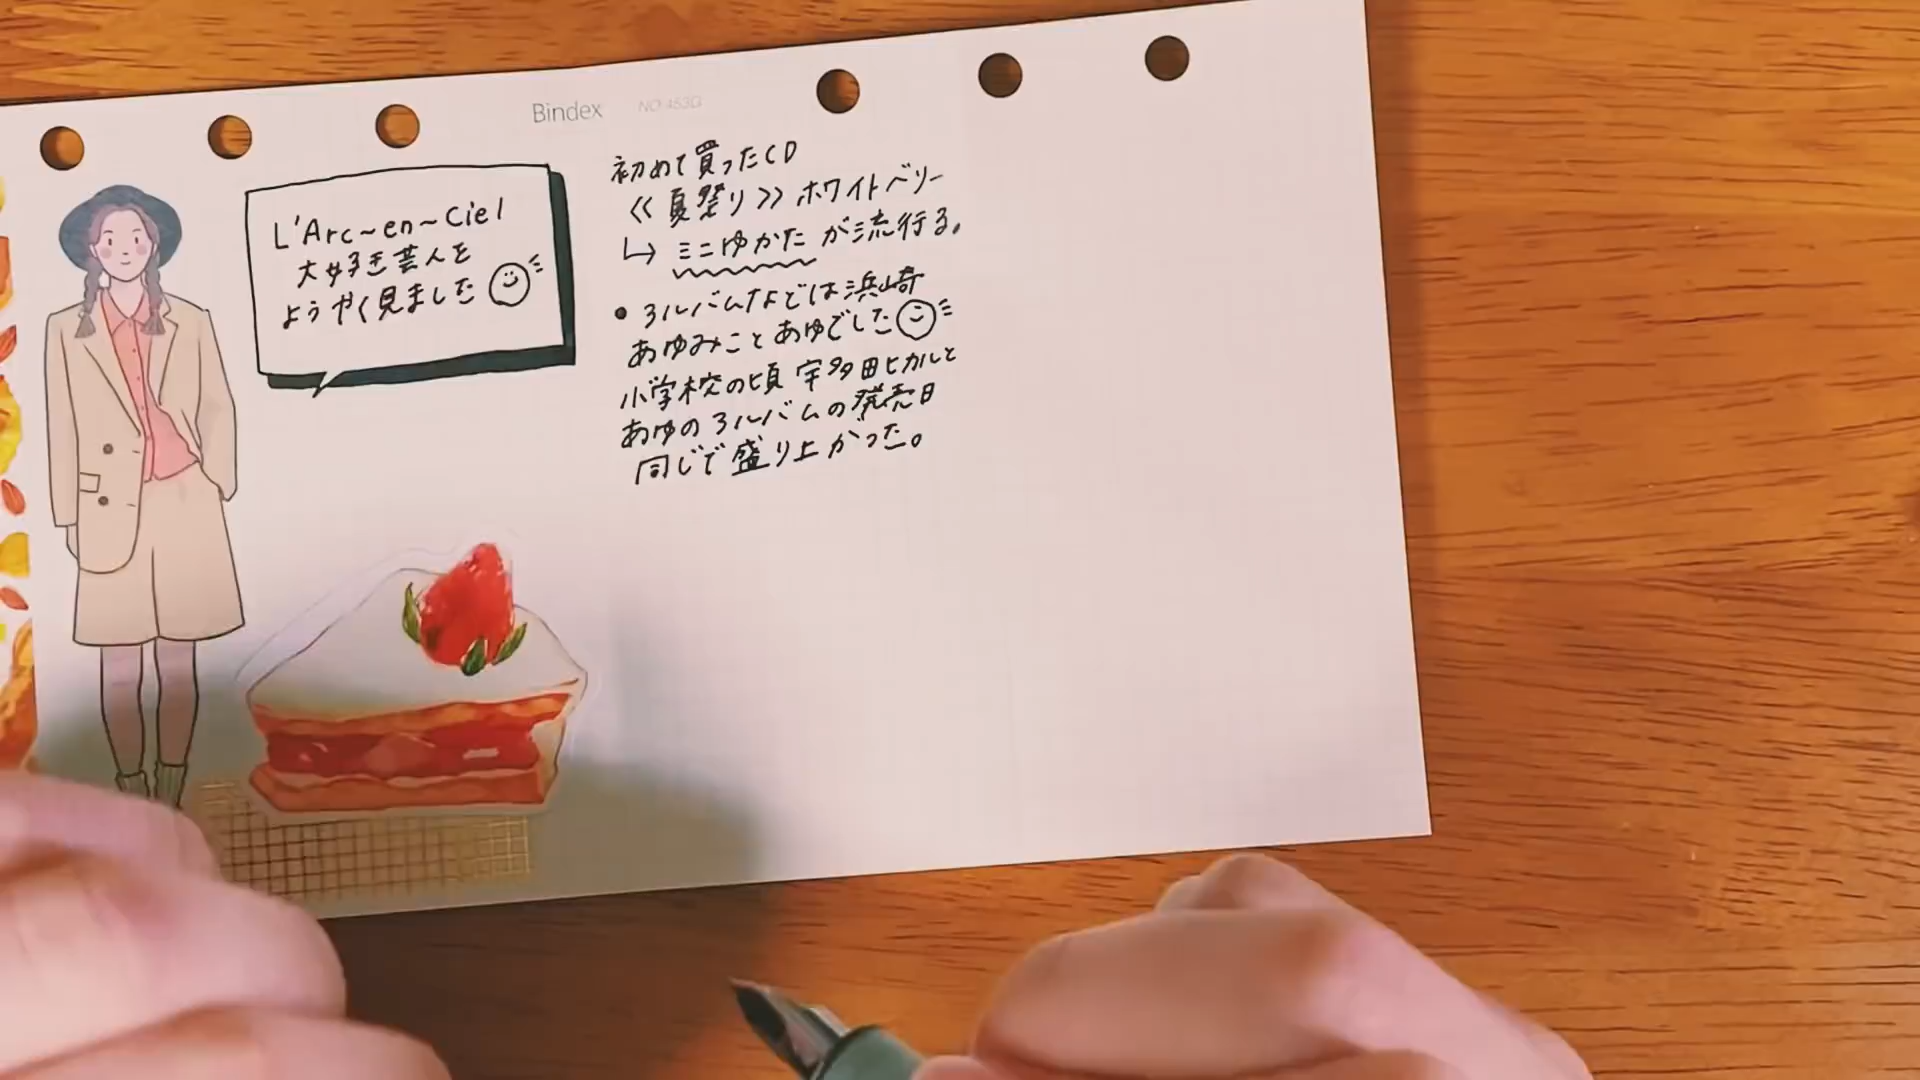 Bindex NO.453
L'Arc~en~Ciel
大好き芸人を
ようやく見ました
初めて買ったCD
≪夏祭り≫ホワイトベリー
↳ ミニゆかたが流行る。
• アルバムなどは浜崎
あゆみことあゆでした
小学校の頃 宇多田ヒカルと
あゆのアルバムの発売日
同じで盛り上がった。